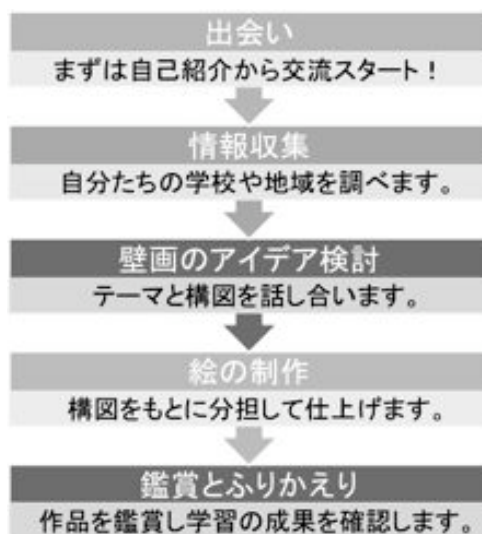 出会い
まずは自己紹介から交流スタート！
情報収集
自分たちの学校や地域を調べます。
壁画のアイデア検討
テーマと構図を話し合います。
絵の制作
構図をもとに分担して仕上げます。
鑑賞とふりかえり
作品を鑑賞し学習の成果を確認します。